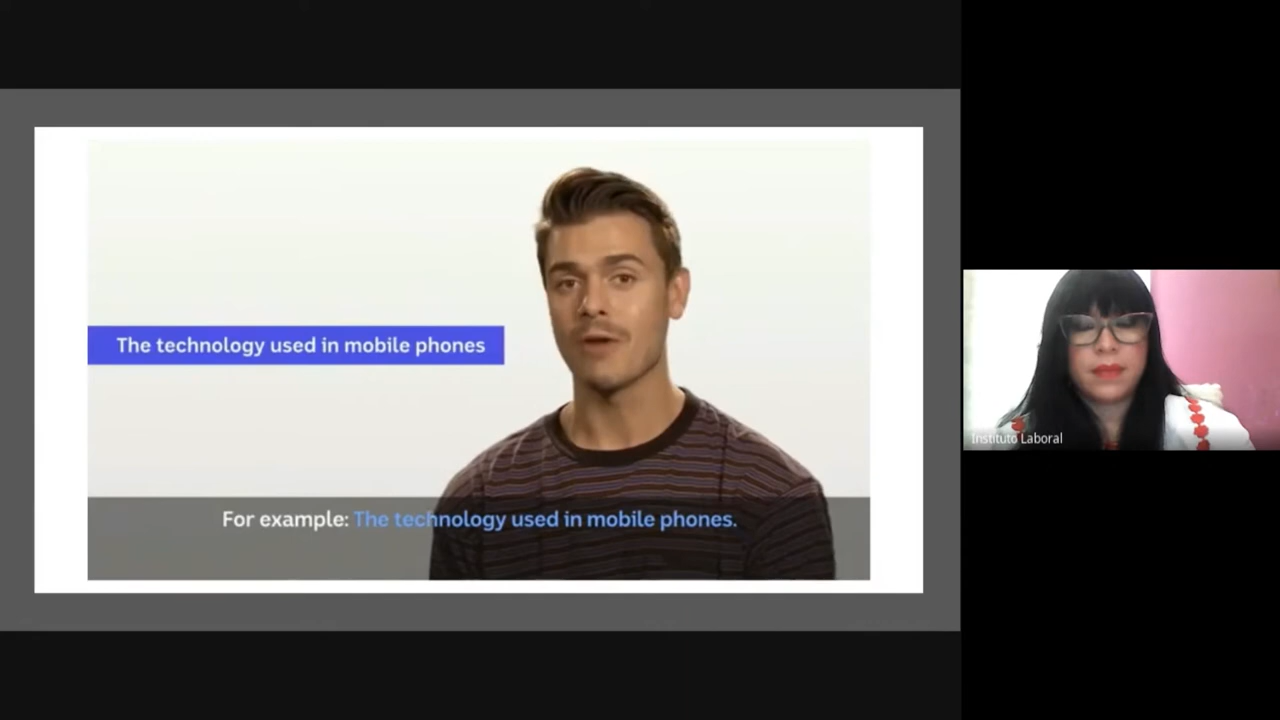 The technology used in mobile phones
For example: The technology used in mobile phones.
Instituto Laboral